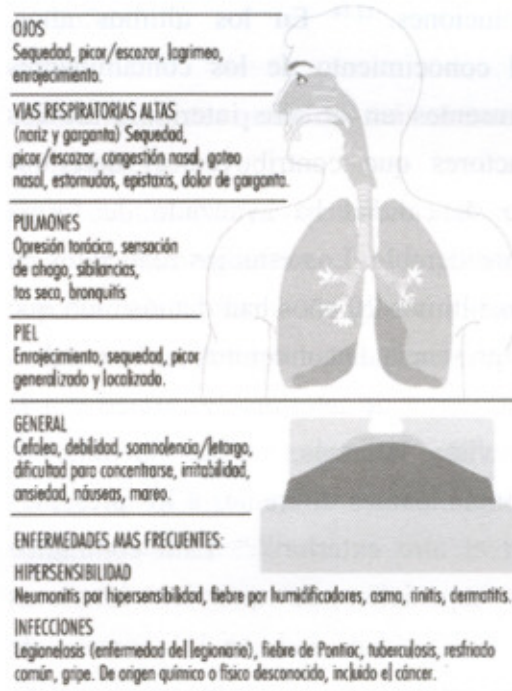 OJOS
Sequedad, picor/escozor, lagrimeo,
enrojecimiento.
VIAS RESPIRATORIAS ALTAS
(nariz y garganta) Sequedad,
picor/escozor, congestión nasal, goteo
nasal, estornudos, epistaxis, dolor de garganta.
PULMONES
Opresión torácica, sensación
de ahogo, sibilancias,
tos seca, bronquitis
PIEL
Enrojecimiento, sequedad, picor
generalizado y localizado.
GENERAL
Cefalea, debilidad, somnolencia/letargo,
dificultad para concentrarse, irritabilidad,
ansiedad, náuseas, mareo.
ENFERMEDADES MAS FRECUENTES:
HIPERSENSIBILIDAD
Neumonitis por hipersensibilidad, fiebre por humidificadores, asma, rinitis, dermatitis.
INFECCIONES
Legionelosis (enfermedad del legionario), fiebre de Pontiac, tuberculosis, resfriado
común, gripe. De origen químico o físico desconocido, incluido el cáncer.